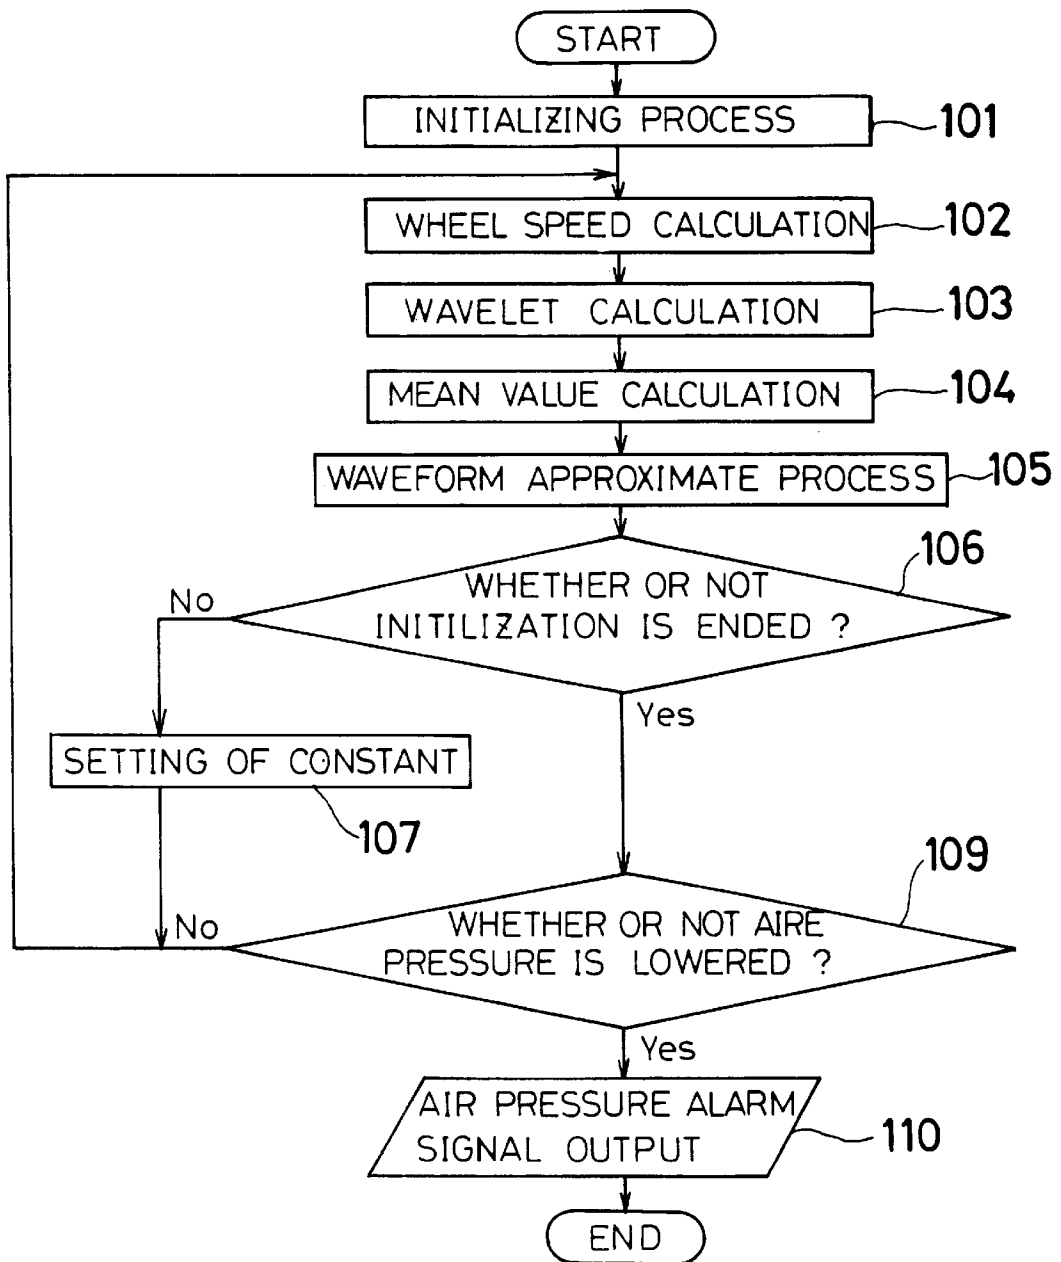 START
INITIALIZING PROCESS
101
WHEEL SPEED CALCULATION
102
WAVELET CALCULATION
103
MEAN VALUE CALCULATION
104
WAVEFORM APPROXIMATE PROCESS
105
106
WHETHER OR NOT
INITILIZATION IS ENDED ?
No
Yes
SETTING OF CONSTANT
107
109
WHETHER OR NOT AIRE
PRESSURE IS LOWERED ?
No
Yes
AIR PRESSURE ALARM
SIGNAL OUTPUT
110
END